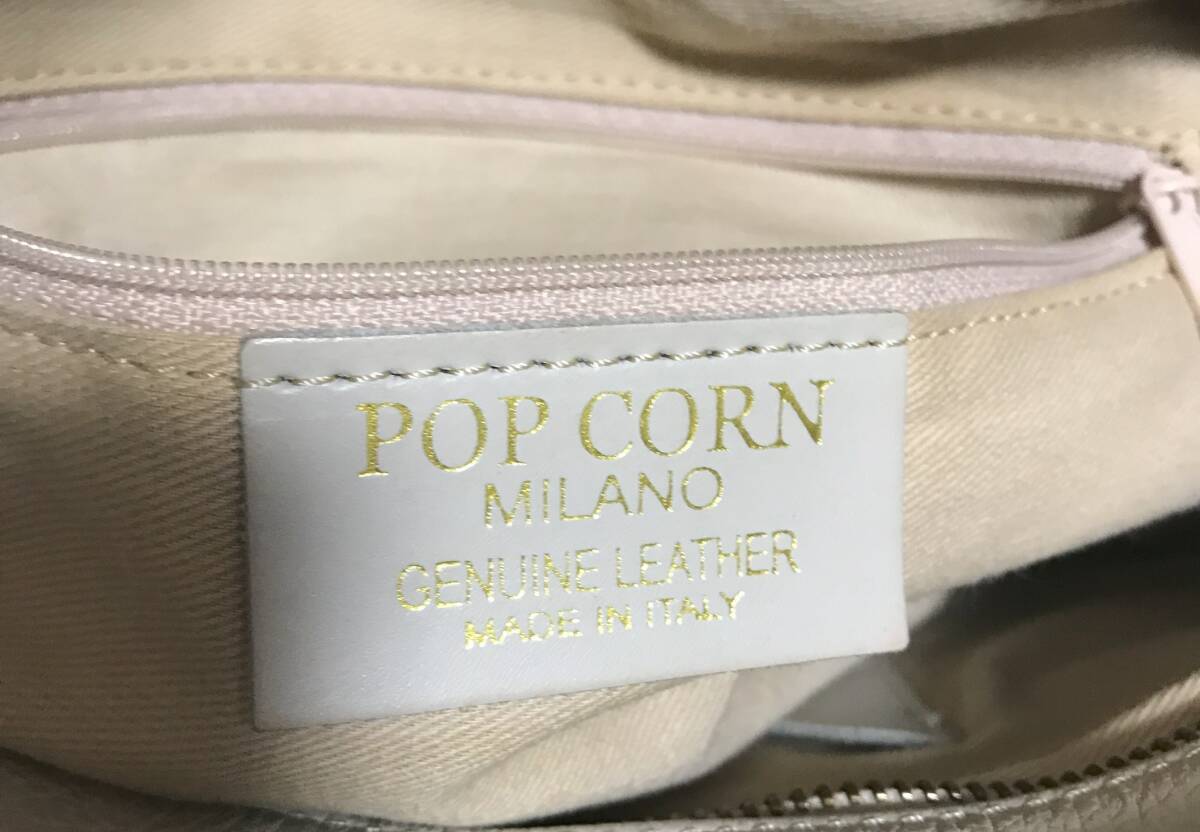 POP CORN
MILANO
GENUINE LEATHER
MADE IN ITALY